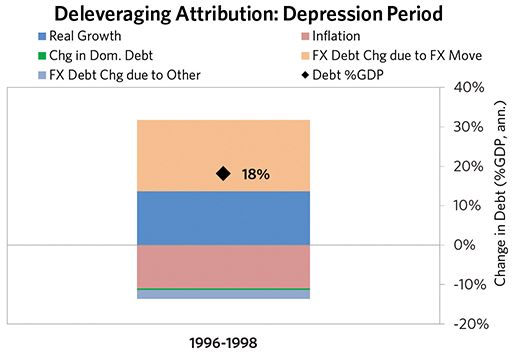 Deleveraging Attribution: Depression Period
Real Growth
Inflation
Chg in Dom. Debt
FX Debt Chg due to FX Move
FX Debt Chg due to Other
Debt %GDP
40%
30%
20%
10%
0%
-10%
-20%
Change in Debt (%GDP, ann.)
18%
1996-1998